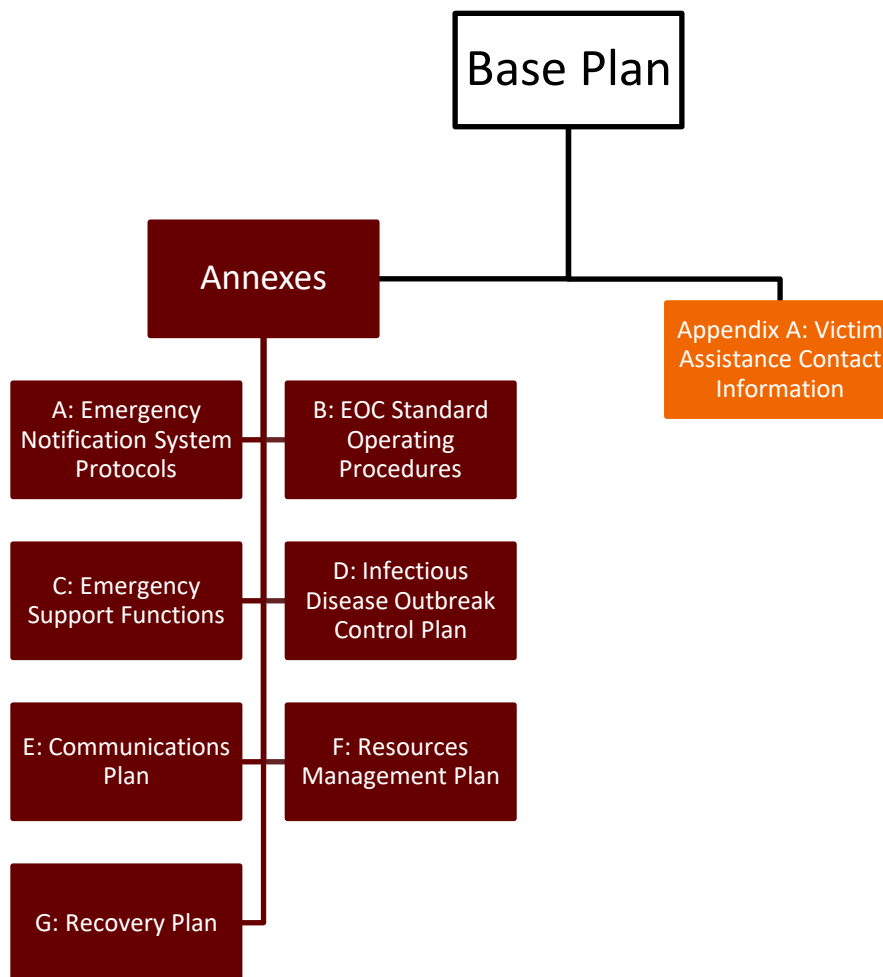 Base Plan
Annexes
Appendix A: Victim
Assistance Contact
Information
A: Emergency
Notification System
Protocols
B: EOC Standard
Operating
Procedures
C: Emergency
Support Functions
D: Infectious
Disease Outbreak
Control Plan
E: Communications
Plan
F: Resources
Management Plan
G: Recovery Plan